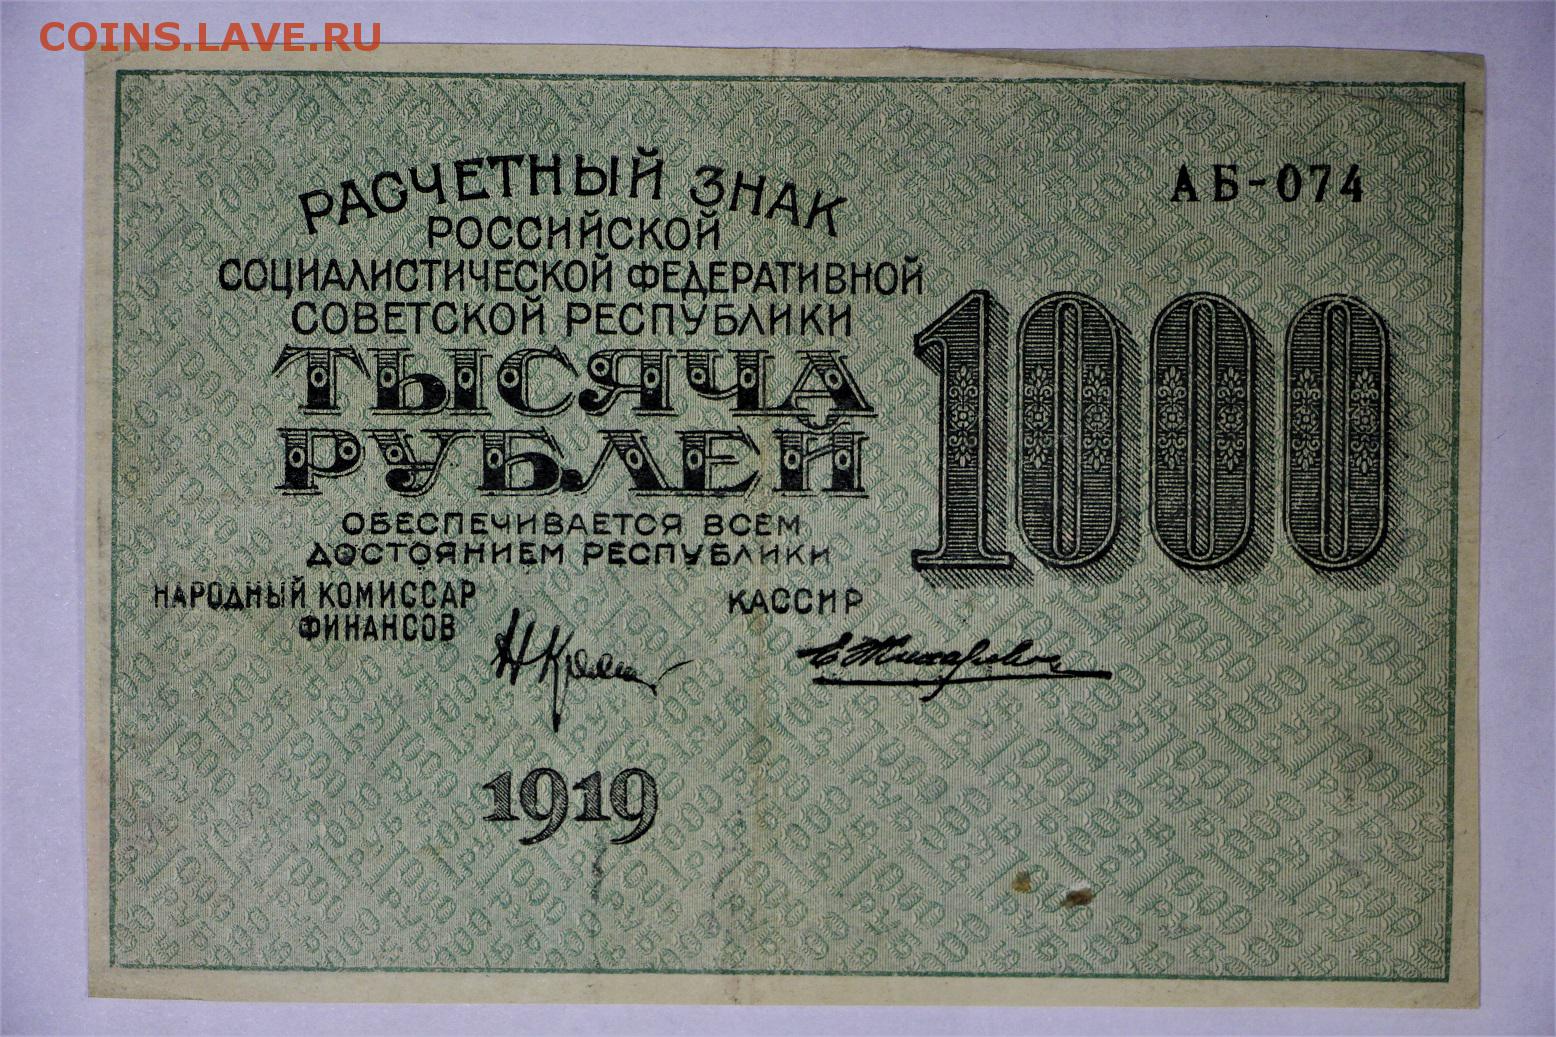 COINS.LAVE.RU
РАСЧЕТНЫЙ ЗНАК
АБ-074
РОССИЙСКОЙ
СОЦИАЛИСТИЧЕСКОЙ ФЕДЕРАТИВНОЙ
СОВЕТСКОЙ РЕСПУБЛИКИ
ТЫСЯЧА
РУБЛЕЙ
1000
ОБЕСПЕЧИВАЕТСЯ ВСЕМ
ДОСТОЯНИЕМ РЕСПУБЛИКИ
НАРОДНЫЙ КОМИССАР
ФИНАНСОВ
КАССИР
1919